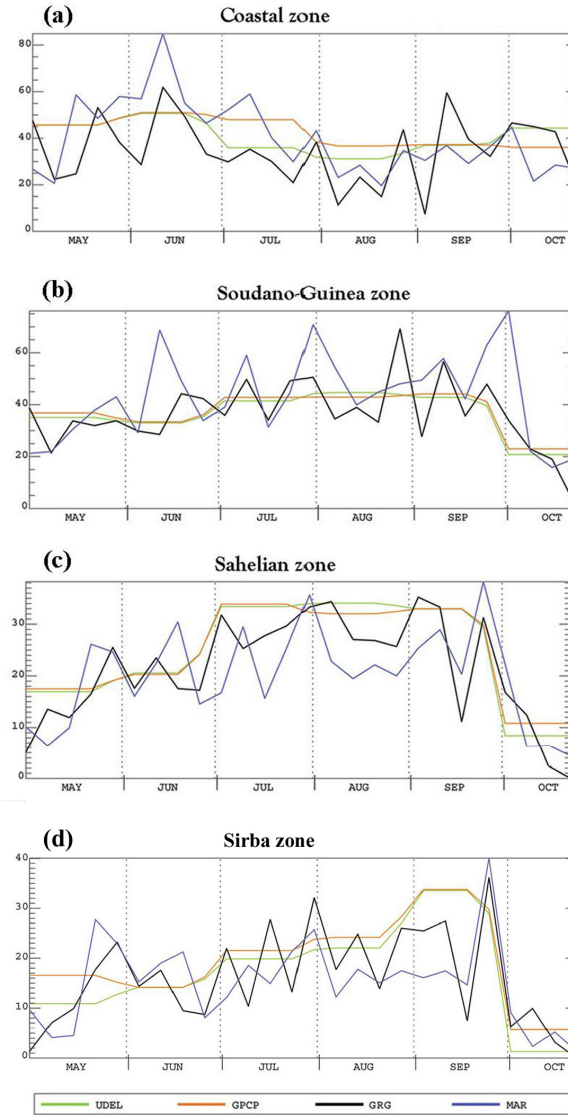 (a) Coastal zone
80
60
40
20
0
MAY JUN JUL AUG SEP OCT
(b) Soudano-Guinea zone
60
40
20
0
MAY JUN JUL AUG SEP OCT
(c) Sahelian zone
30
20
10
0
MAY JUN JUL AUG SEP OCT
(d) Sirba zone
40
30
20
10
0
MAY JUN JUL AUG SEP OCT
UDEL GPCP GRG MAR